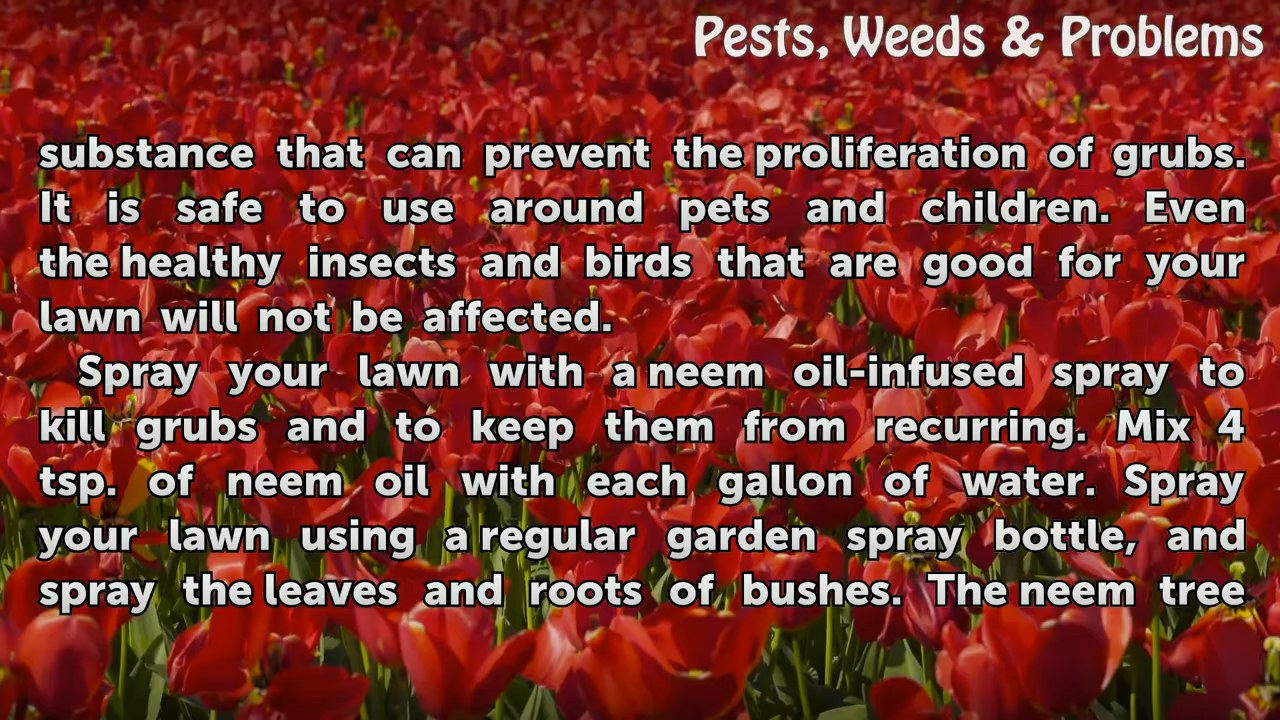 Pests, Weeds & Problems
substance that can prevent the proliferation of grubs.
It is safe to use around pets and children. Even
the healthy insects and birds that are good for your
lawn will not be affected.
Spray your lawn with a neem oil-infused spray to
kill grubs and to keep them from recurring. Mix 4
tsp. of neem oil with each gallon of water. Spray
your lawn using a regular garden spray bottle, and
spray the leaves and roots of bushes. The neem tree